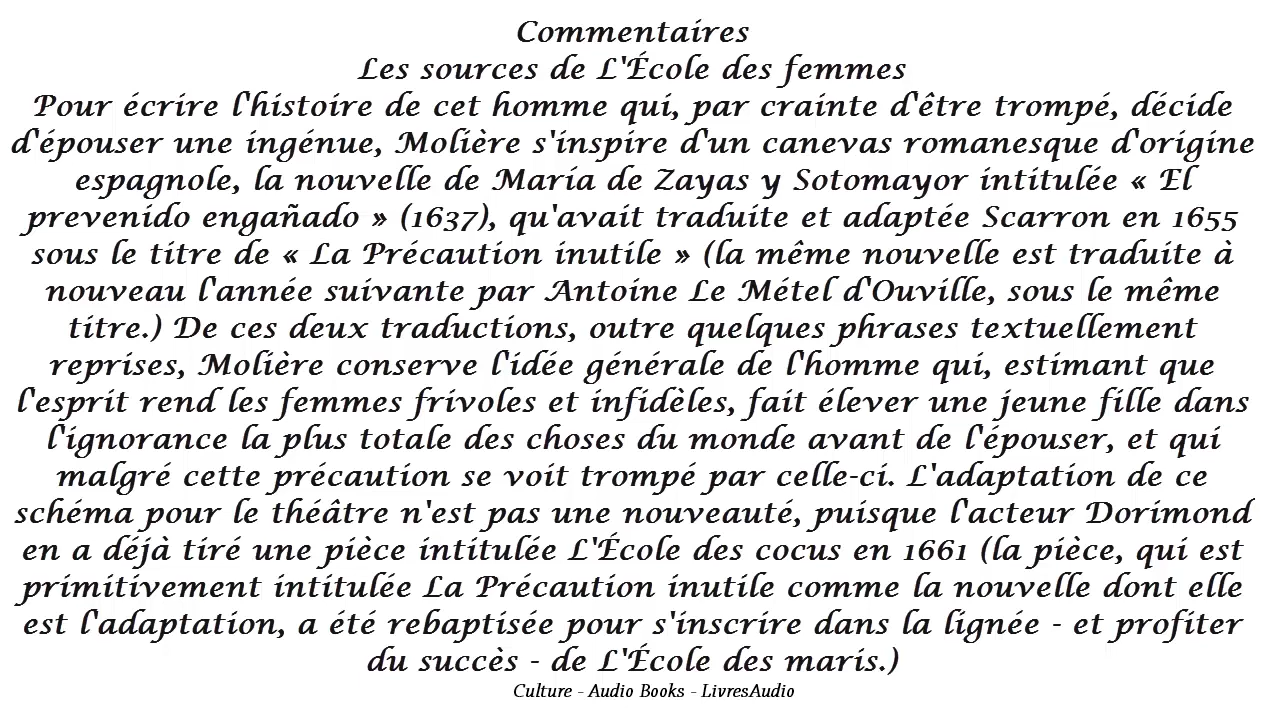 Commentaires
Les sources de L'École des femmes
Pour écrire l'histoire de cet homme qui, par crainte d'être trompé, décide
d'épouser une ingénue, Molière s'inspire d'un canevas romanesque d'origine
espagnole, la nouvelle de María de Zayas y Sotomayor intitulée « El
prevenido engañado » (1637), qu'avait traduite et adaptée Scarron en 1655
sous le titre de « La Précaution inutile » (la même nouvelle est traduite à
nouveau l'année suivante par Antoine Le Métel d'Ouville, sous le même
titre.) De ces deux traductions, outre quelques phrases textuellement
reprises, Molière conserve l'idée générale de l'homme qui, estimant que
l'esprit rend les femmes frivoles et infidèles, fait élever une jeune fille dans
l'ignorance la plus totale des choses du monde avant de l'épouser, et qui
malgré cette précaution se voit trompé par celle-ci. L'adaptation de ce
schéma pour le théâtre n'est pas une nouveauté, puisque l'acteur Dorimond
en a déjà tiré une pièce intitulée L'École des cocus en 1661 (la pièce, qui est
primitivement intitulée La Précaution inutile comme la nouvelle dont elle
est l'adaptation, a été rebaptisée pour s'inscrire dans la lignée - et profiter
du succès - de L'École des maris.)
Culture - Audio Books - LivresAudio